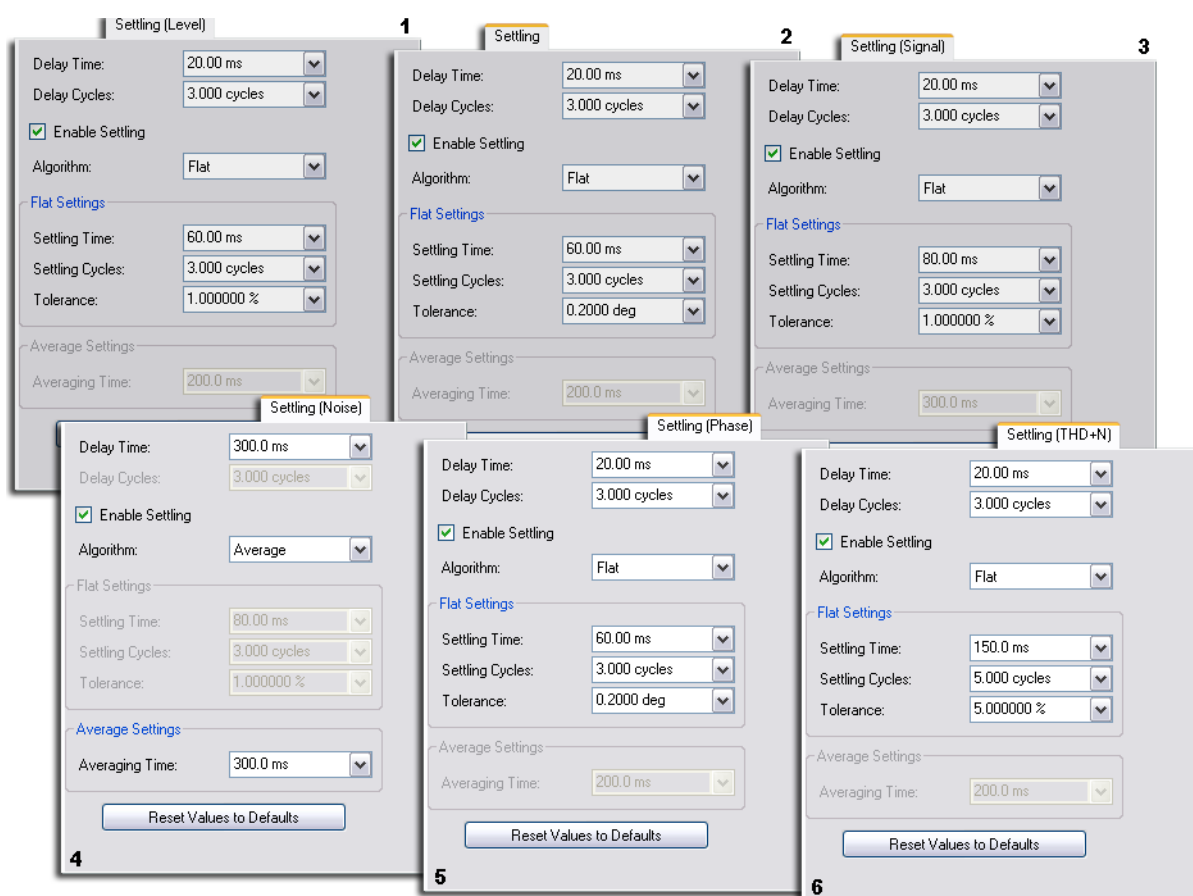 Settling (Level)
1
Delay Time: 20.00 ms
Delay Cycles: 3.000 cycles
Enable Settling
Algorithm: Flat
Flat Settings
Settling Time: 60.00 ms
Settling Cycles: 3.000 cycles
Tolerance: 1.000000 %
Average Settings
Averaging Time: 200.0 ms
Settling
2
Delay Time: 20.00 ms
Delay Cycles: 3.000 cycles
Enable Settling
Algorithm: Flat
Flat Settings
Settling Time: 60.00 ms
Settling Cycles: 3.000 cycles
Tolerance: 0.2000 deg
Average Settings
Averaging Time: 200.0 ms
Settling (Signal)
3
Delay Time: 20.00 ms
Delay Cycles: 3.000 cycles
Enable Settling
Algorithm: Flat
Flat Settings
Settling Time: 80.00 ms
Settling Cycles: 3.000 cycles
Tolerance: 1.000000 %
Average Settings
Averaging Time: 300.0 ms
Settling (Noise)
Delay Time: 300.0 ms
Delay Cycles: 3.000 cycles
Enable Settling
Algorithm: Average
Flat Settings
Settling Time: 80.00 ms
Settling Cycles: 3.000 cycles
Tolerance: 1.000000 %
Average Settings
Averaging Time: 300.0 ms
Reset Values to Defaults
4
Settling (Phase)
Delay Time: 20.00 ms
Delay Cycles: 3.000 cycles
Enable Settling
Algorithm: Flat
Flat Settings
Settling Time: 60.00 ms
Settling Cycles: 3.000 cycles
Tolerance: 0.2000 deg
Average Settings
Averaging Time: 200.0 ms
Reset Values to Defaults
5
Settling (THD+N)
Delay Time: 20.00 ms
Delay Cycles: 3.000 cycles
Enable Settling
Algorithm: Flat
Flat Settings
Settling Time: 150.0 ms
Settling Cycles: 5.000 cycles
Tolerance: 5.000000 %
Average Settings
Averaging Time: 200.0 ms
Reset Values to Defaults
6